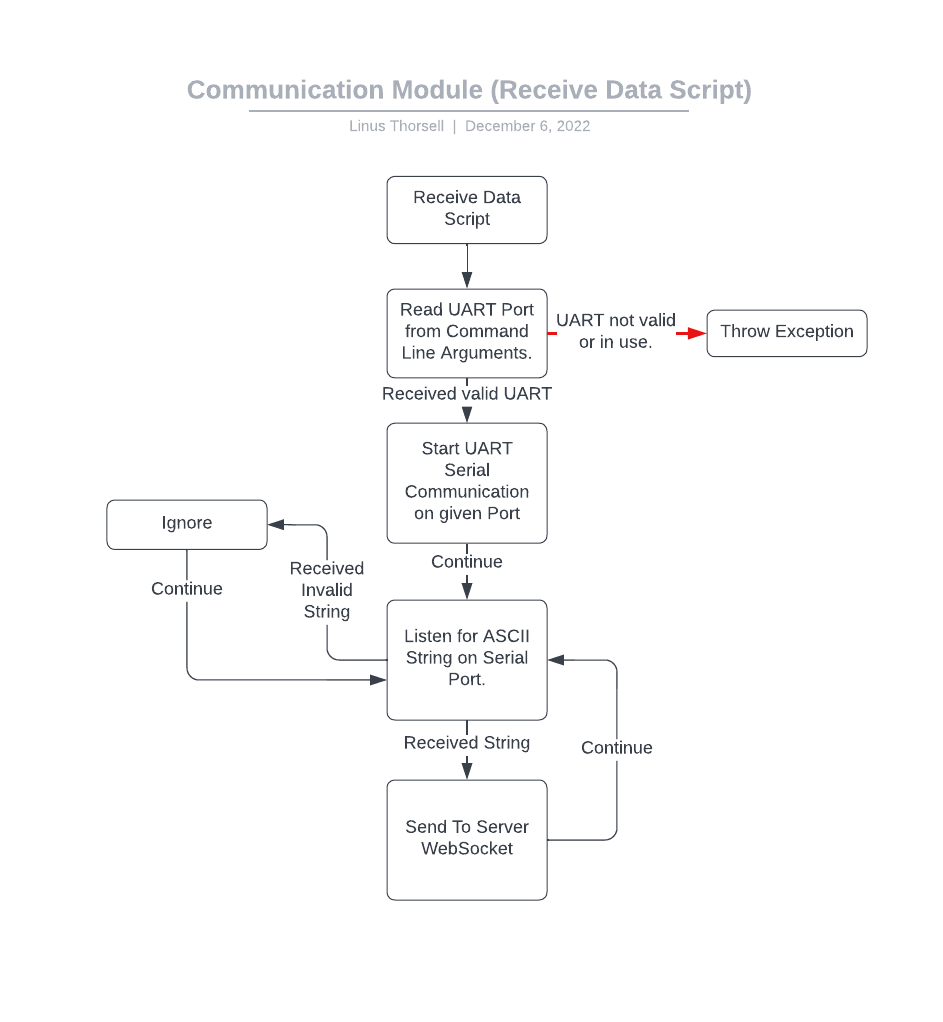 Communication Module (Receive Data Script)
Linus Thorsell | December 6, 2022
Receive Data
Script
Read UART Port
from Command
Line Arguments.
UART not valid
or in use.
Throw Exception
Received valid UART
Start UART
Serial
Communication
on given Port
Ignore
Continue
Received
Invalid
String
Continue
Listen for ASCII
String on Serial
Port.
Received String
Continue
Send To Server
WebSocket